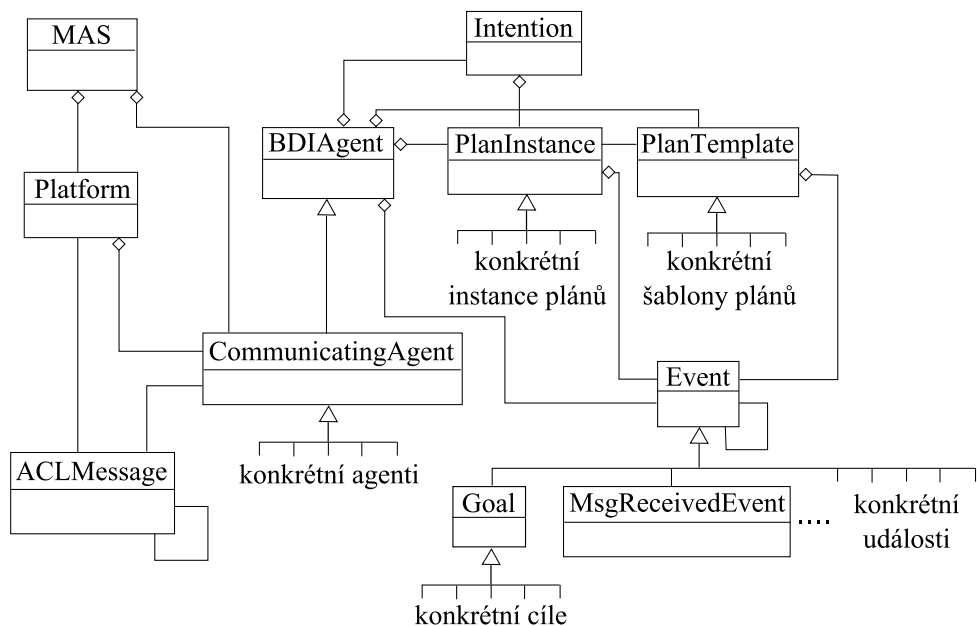 MAS
Intention
BDIAgent
PlanInstance
PlanTemplate
Platform
konkrétní
instance plánů
konkrétní
šablony plánů
CommunicatingAgent
Event
konkrétní agenti
ACLMessage
Goal
MsgReceivedEvent
konkrétní
události
konkrétní cíle